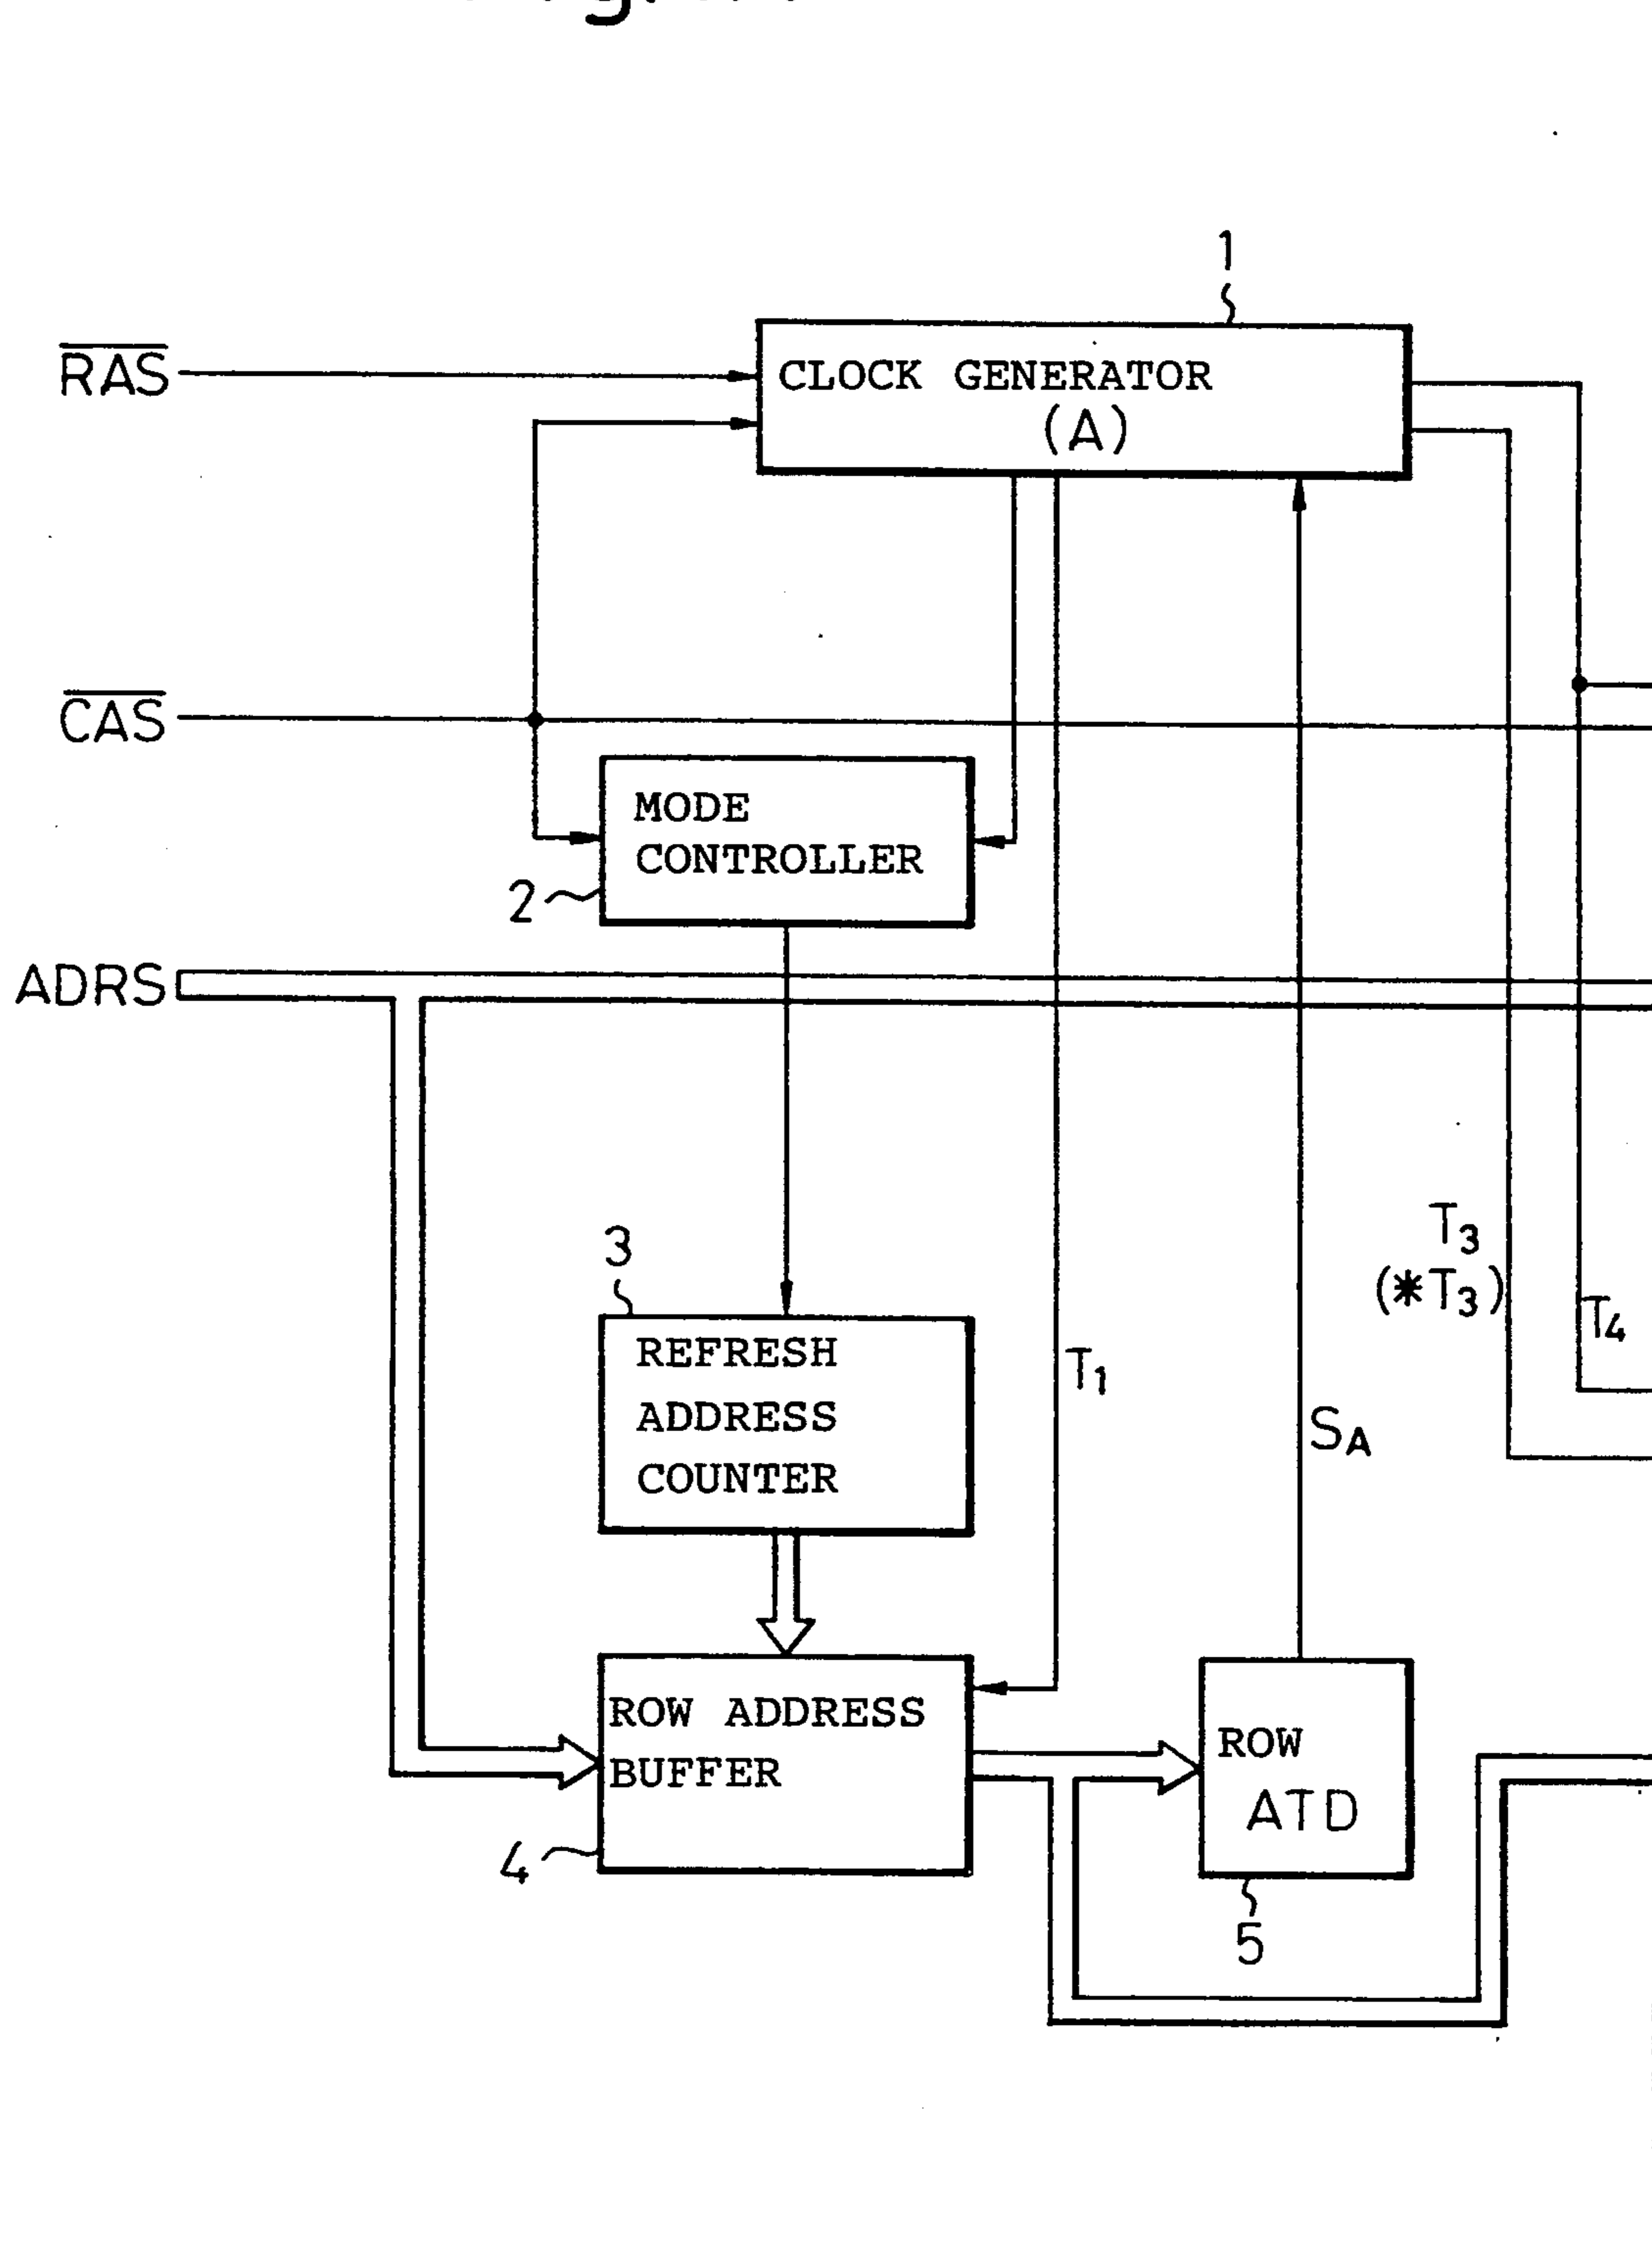 1
RAS
CLOCK GENERATOR
(A)
CAS
MODE
CONTROLLER
2
ADRS
3
T3
(*T3)
T4
REFRESH
ADDRESS
COUNTER
T1
SA
ROW ADDRESS
BUFFER
ROW
ATD
4
5